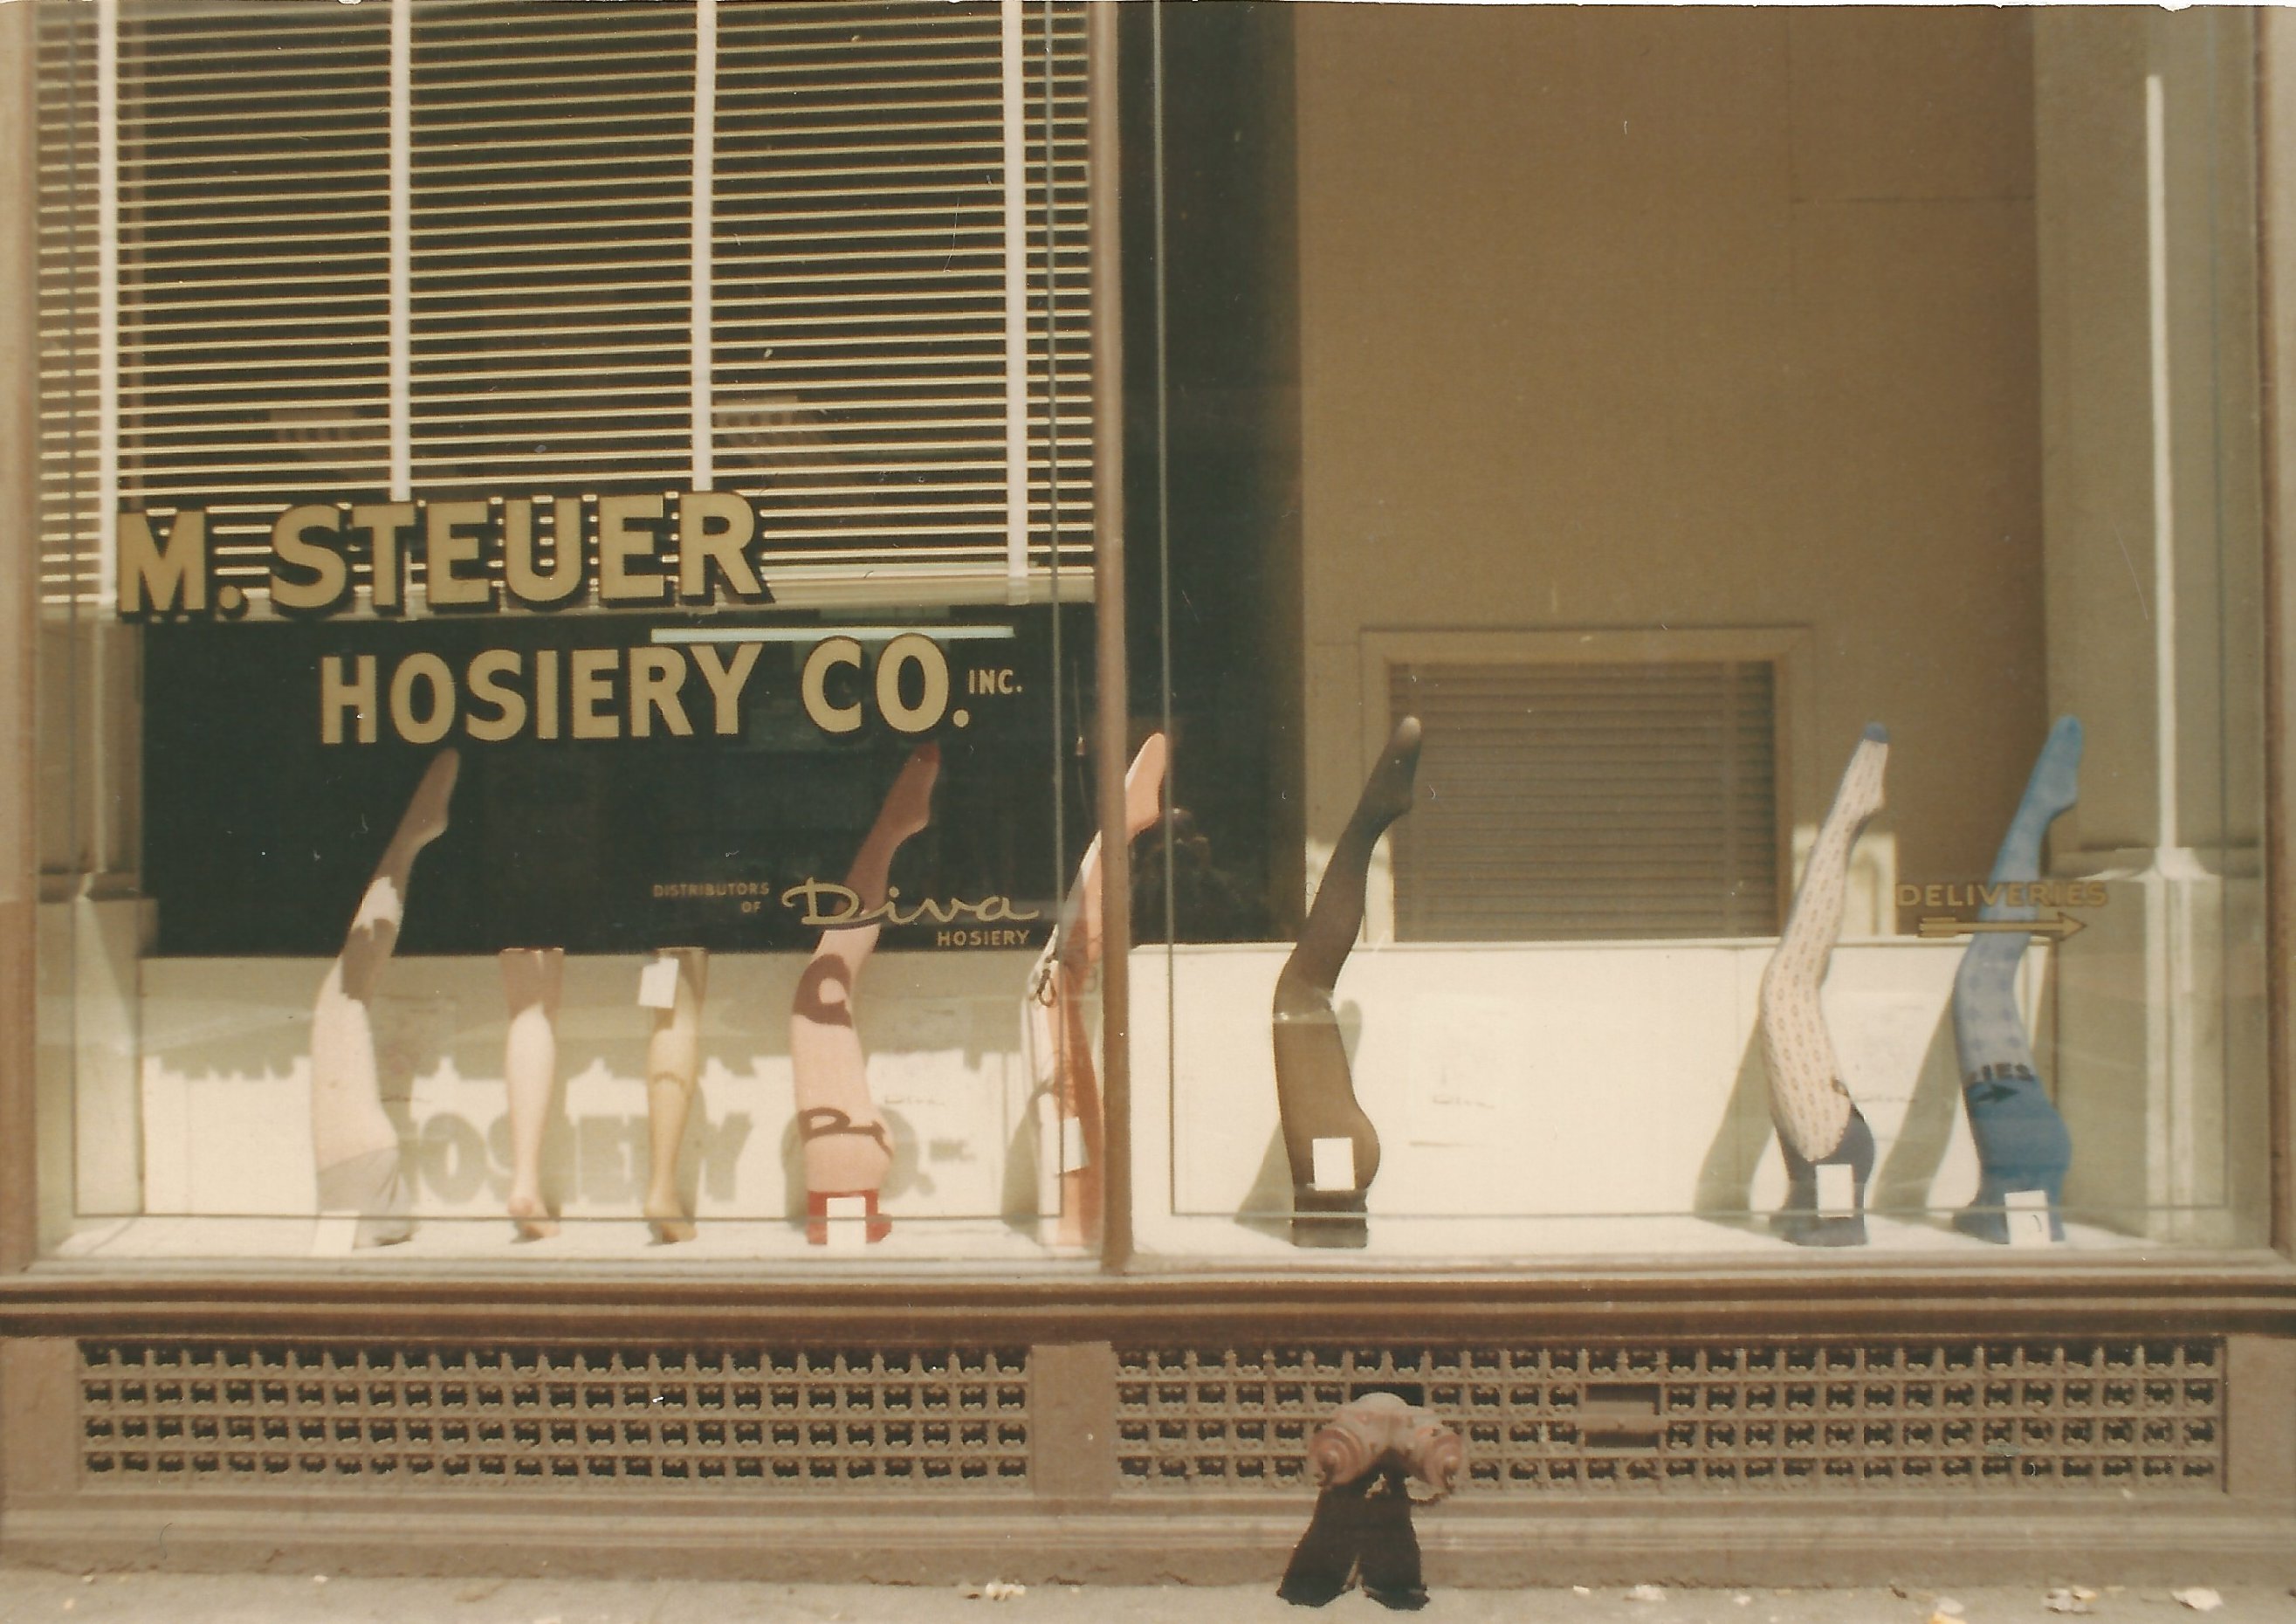 M. STEUER
HOSIERY CO. INC.
DISTRIBUTORS
OF
Diva
HOSIERY
DELIVERIES